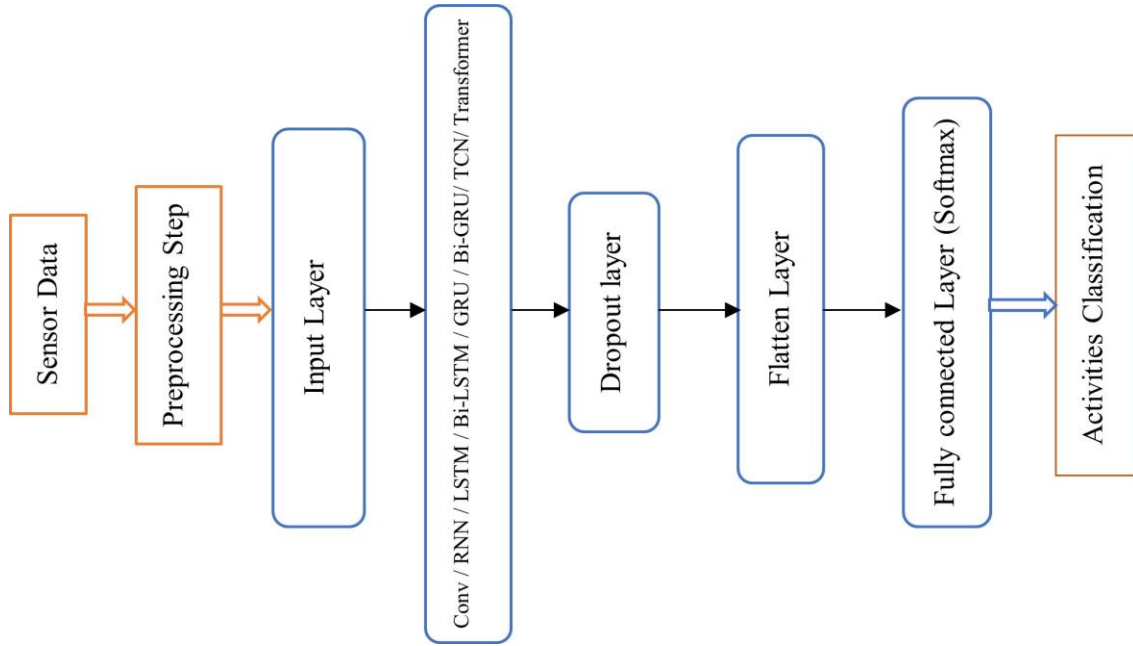 Sensor Data
Preprocessing Step
Input Layer
Conv / RNN / LSTM / Bi-LSTM / GRU / Bi-GRU/ TCN/ Transformer
Dropout layer
Flatten Layer
Fully connected Layer (Softmax)
Activities Classification